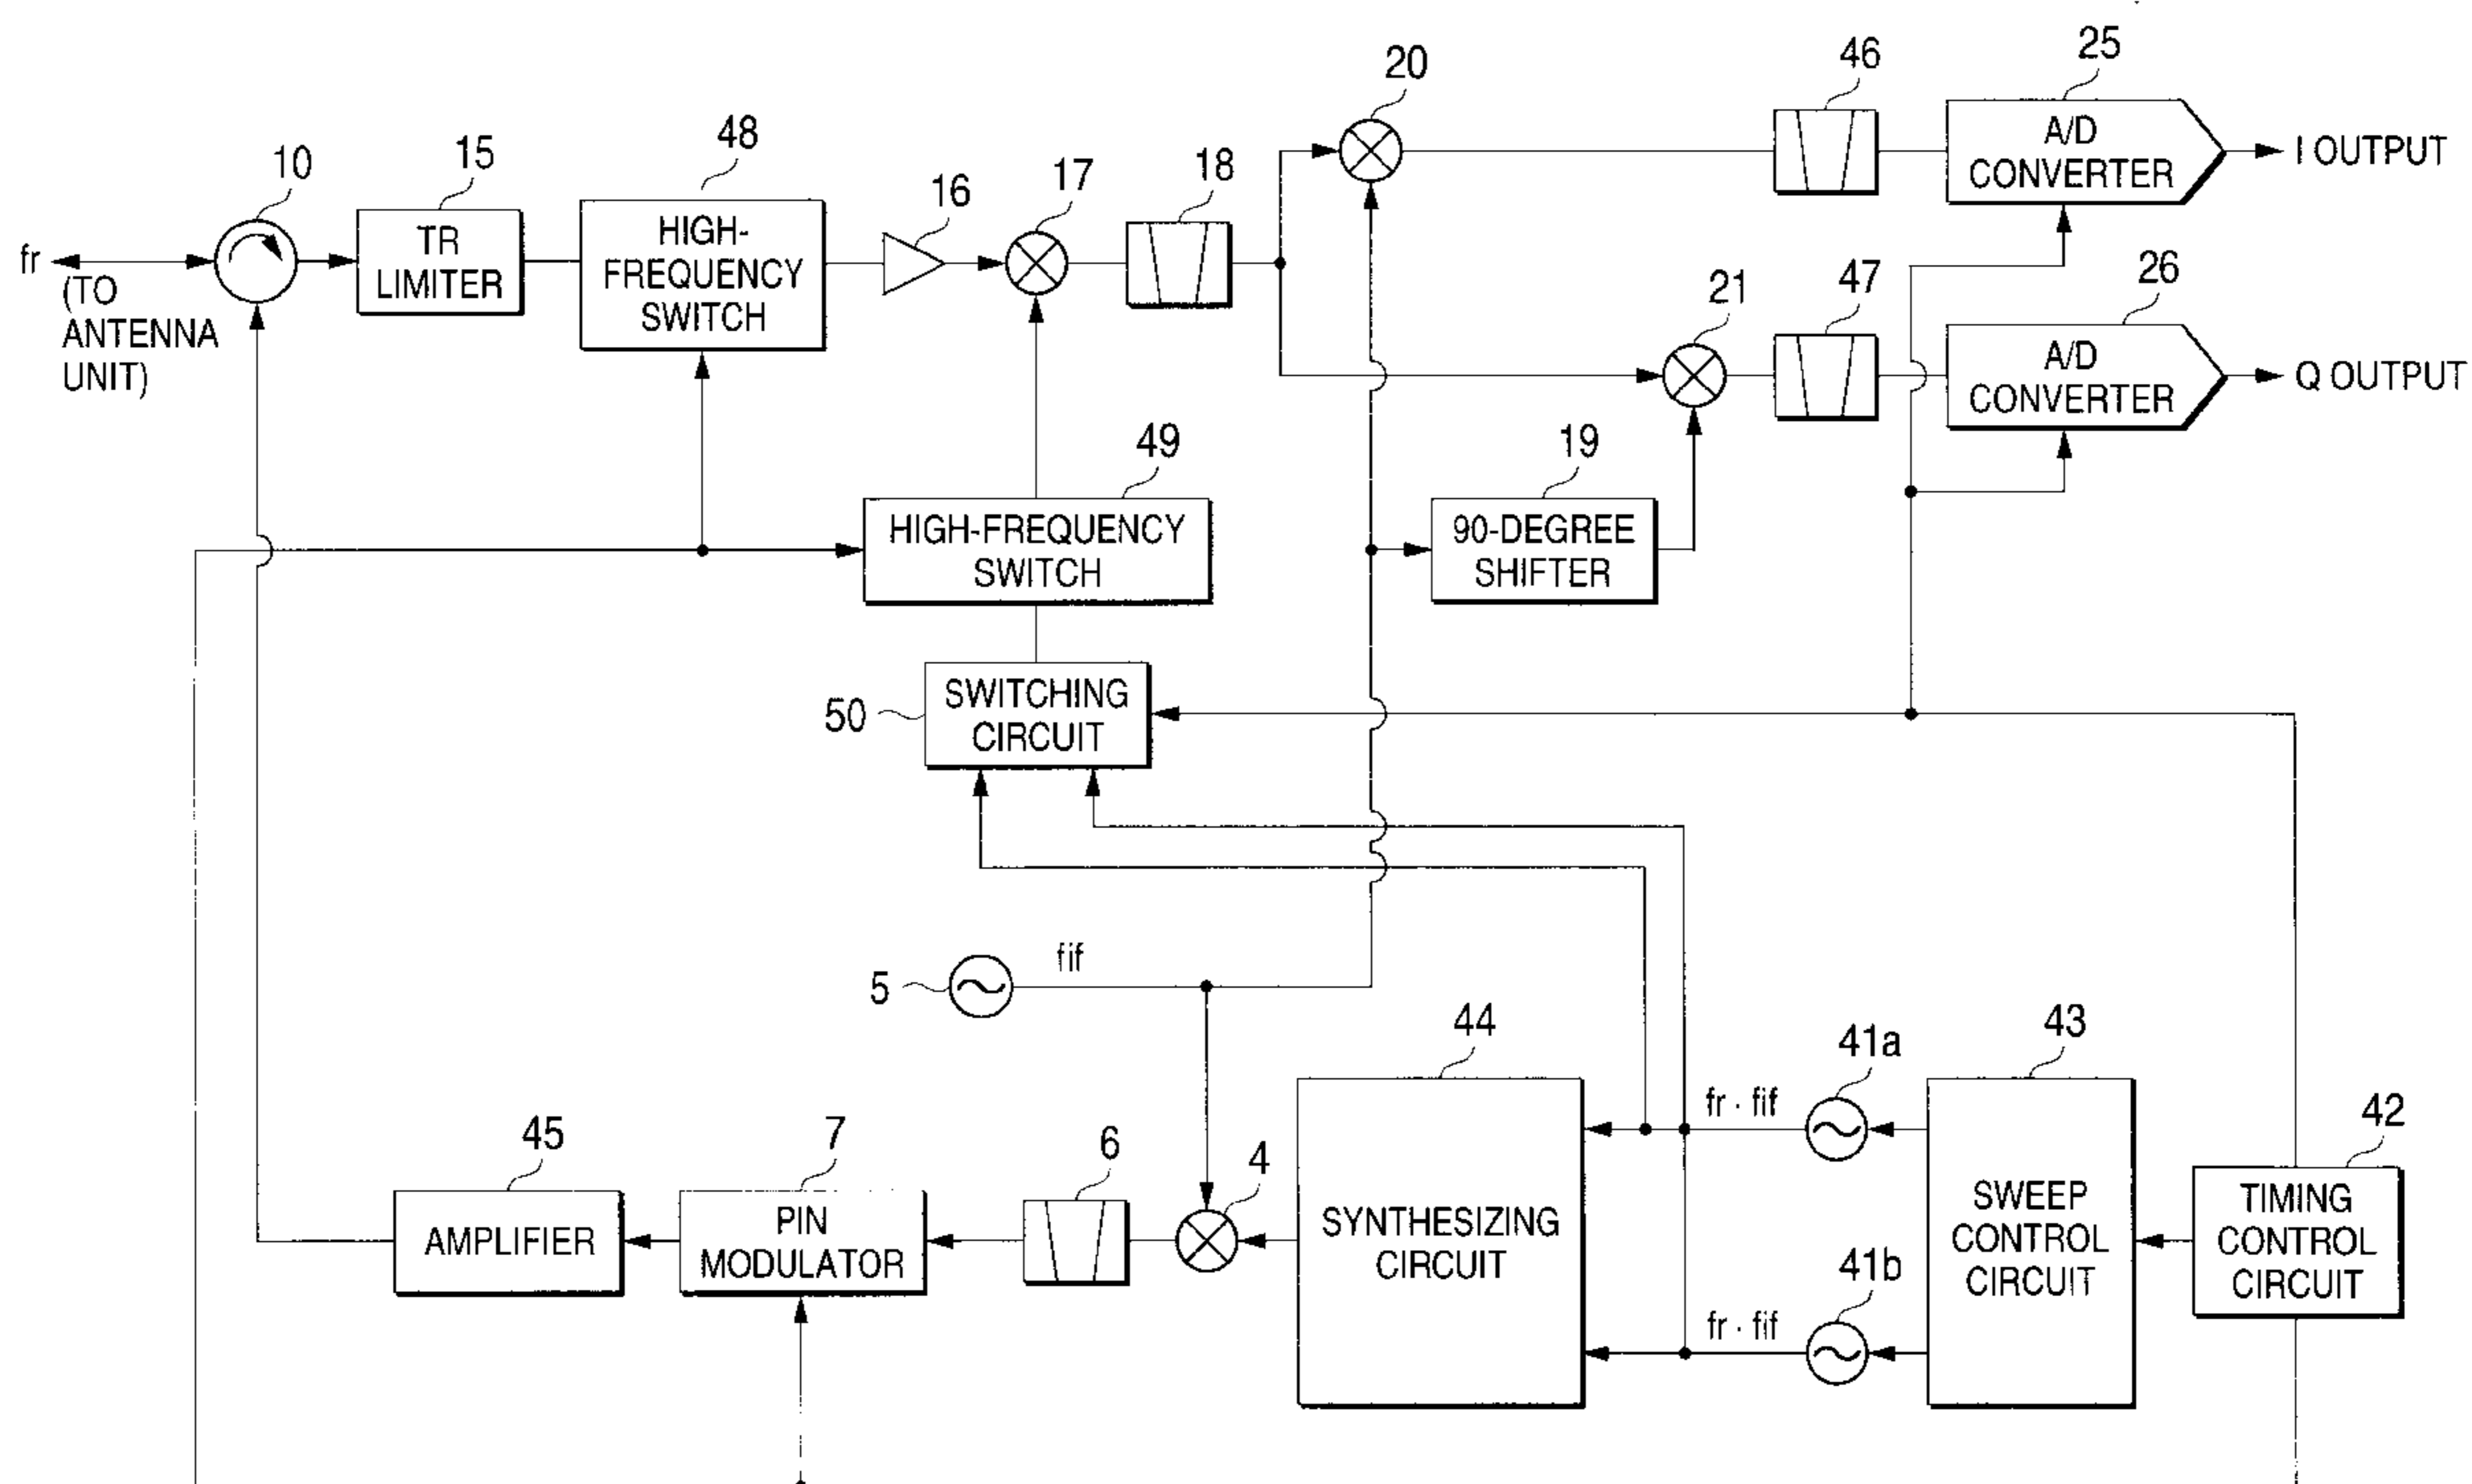 20
46
25
10
15
48
16
17
18
A/D
CONVERTER
I OUTPUT
fr
(TO
ANTENNA
UNIT)
TR
LIMITER
HIGH-
FREQUENCY
SWITCH
21
47
26
A/D
CONVERTER
Q OUTPUT
49
HIGH-FREQUENCY
SWITCH
19
90-DEGREE
SHIFTER
50
SWITCHING
CIRCUIT
5
fif
44
41a
43
42
45
7
6
4
fr · fif
AMPLIFIER
PIN
MODULATOR
SYNTHESIZING
CIRCUIT
41b
fr · fif
SWEEP
CONTROL
CIRCUIT
TIMING
CONTROL
CIRCUIT